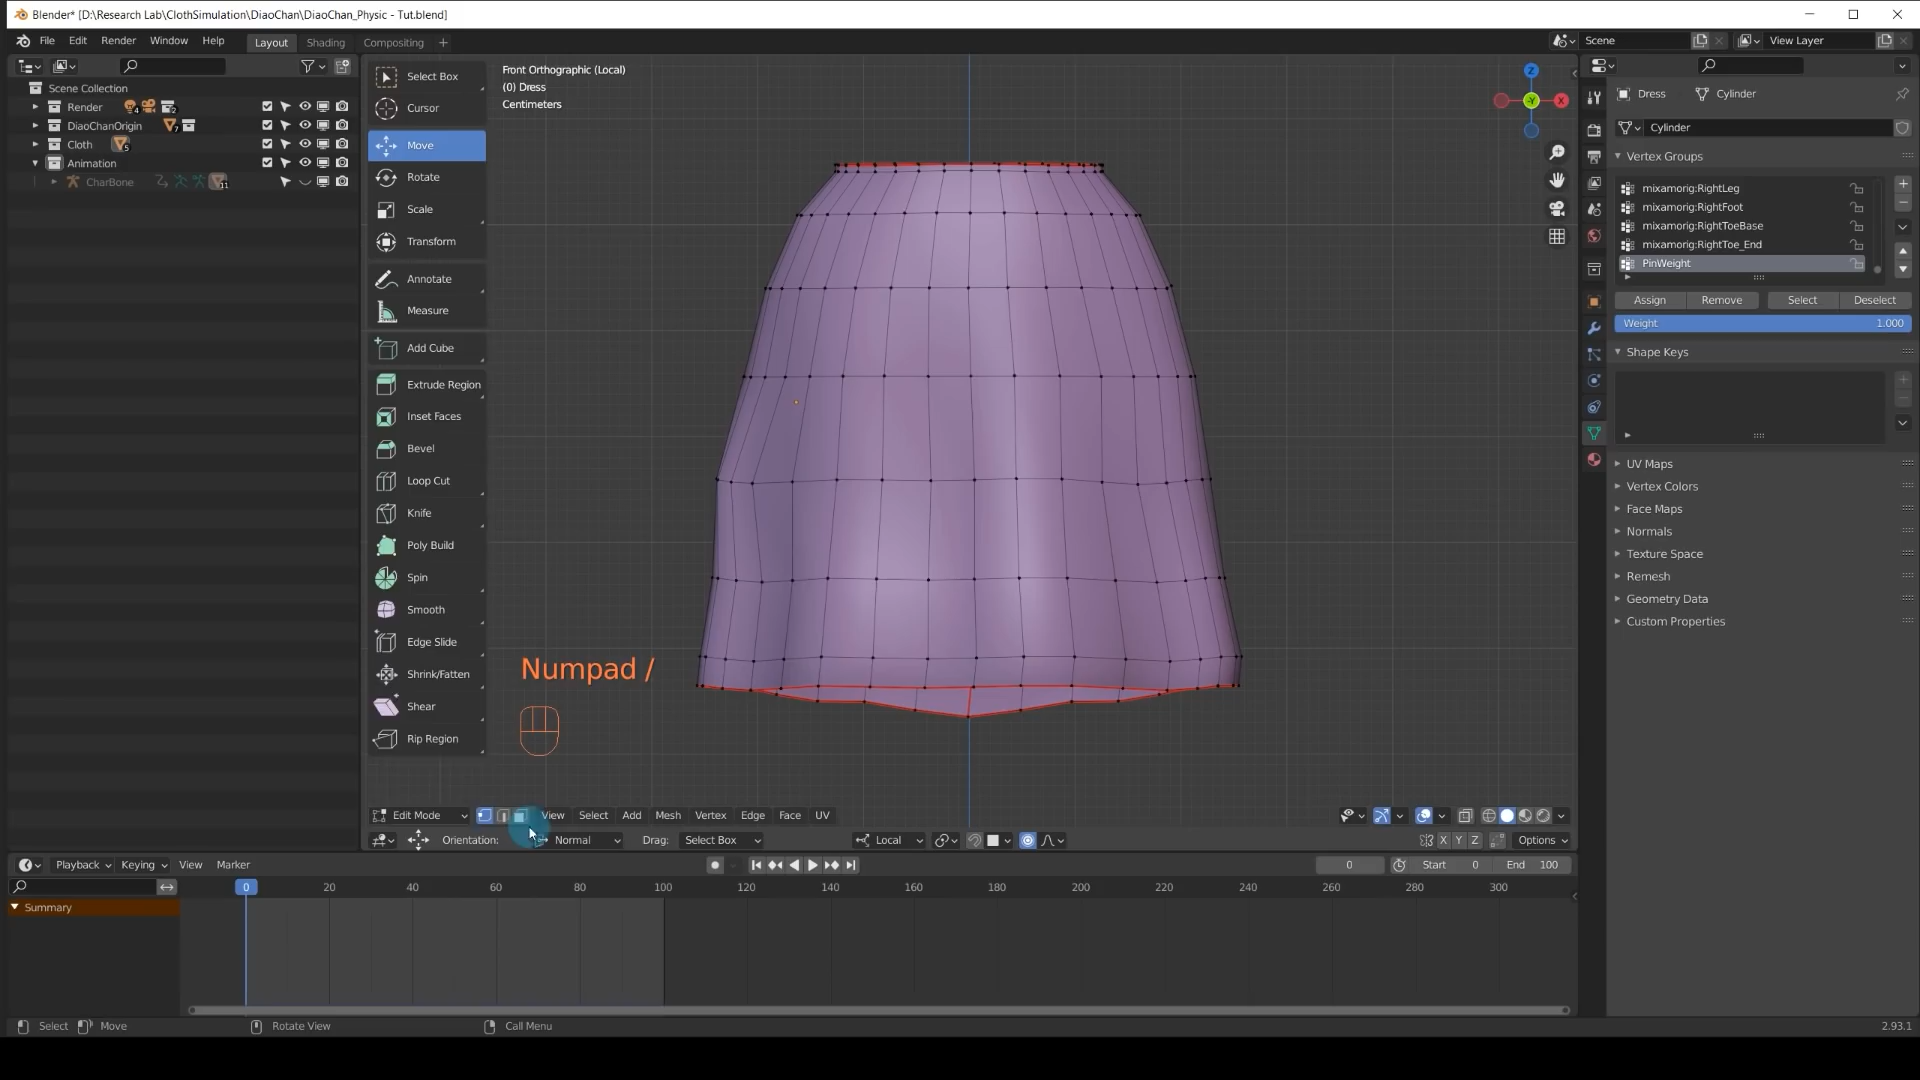 Blender* [D:\Research Lab\ClothSimulation\DiaoChan\DiaoChan_Physic - Tut.blend]
File Edit Render Window Help Layout Shading Compositing + Scene View Layer
Scene Collection
Render 4 2
DiaoChanOrigin 7
Cloth 5
Animation
CharBone 11
Select Box
Cursor
Move
Rotate
Scale
Transform
Annotate
Measure
Add Cube
Extrude Region
Inset Faces
Bevel
Loop Cut
Knife
Poly Build
Spin
Smooth
Edge Slide
Shrink/Fatten
Shear
Rip Region
Front Orthographic (Local)
(0) Dress
Centimeters
Z
-Y
X
Numpad /
Edit Mode View Select Add Mesh Vertex Edge Face UV
Orientation: Normal Drag: Select Box Local X Y Z Options
Dress Cylinder
Cylinder
Vertex Groups
mixamorig:RightLeg
mixamorig:RightFoot
mixamorig:RightToeBase
mixamorig:RightToe_End
PinWeight
Assign Remove Select Deselect
Weight 1.000
Shape Keys
UV Maps
Vertex Colors
Face Maps
Normals
Texture Space
Remesh
Geometry Data
Custom Properties
Playback Keying View Marker 0 Start 0 End 100
0 20 40 60 80 100 120 140 160 180 200 220 240 260 280 300
Summary
Select Move Rotate View Call Menu 2.93.1